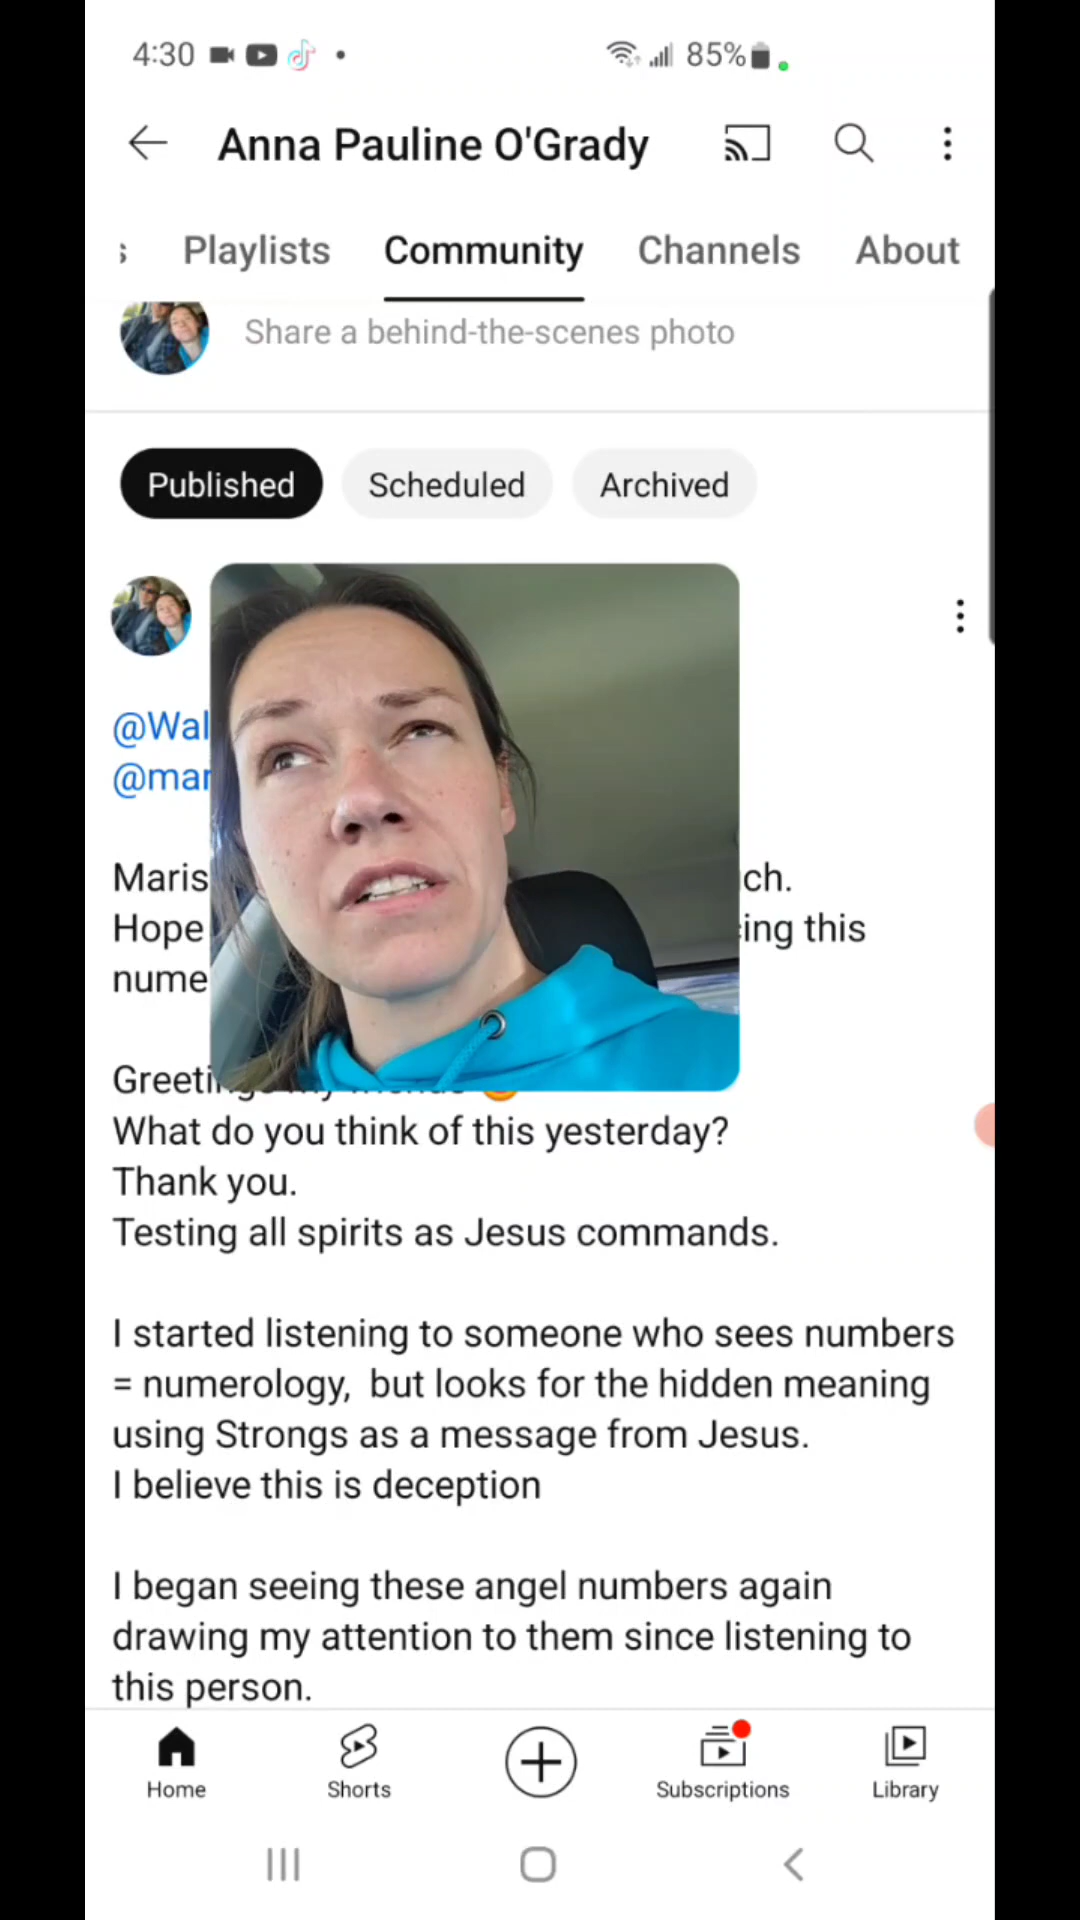 4:30 85%
Anna Pauline O'Grady
s Playlists Community Channels About
Share a behind-the-scenes photo
Published Scheduled Archived
@Wal
@mar
Maris ch.
Hope ing this
nume
Greetings my friends
What do you think of this yesterday?
Thank you.
Testing all spirits as Jesus commands.
I started listening to someone who sees numbers
= numerology, but looks for the hidden meaning
using Strongs as a message from Jesus.
I believe this is deception
I began seeing these angel numbers again
drawing my attention to them since listening to
this person.
Home Shorts Subscriptions Library